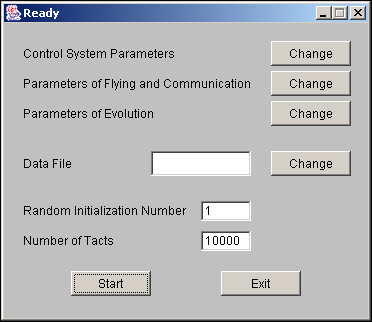 Ready
Control System Parameters Change
Parameters of Flying and Communication Change
Parameters of Evolution Change
Data File Change
Random Initialization Number 1
Number of Tacts 10000
Start Exit